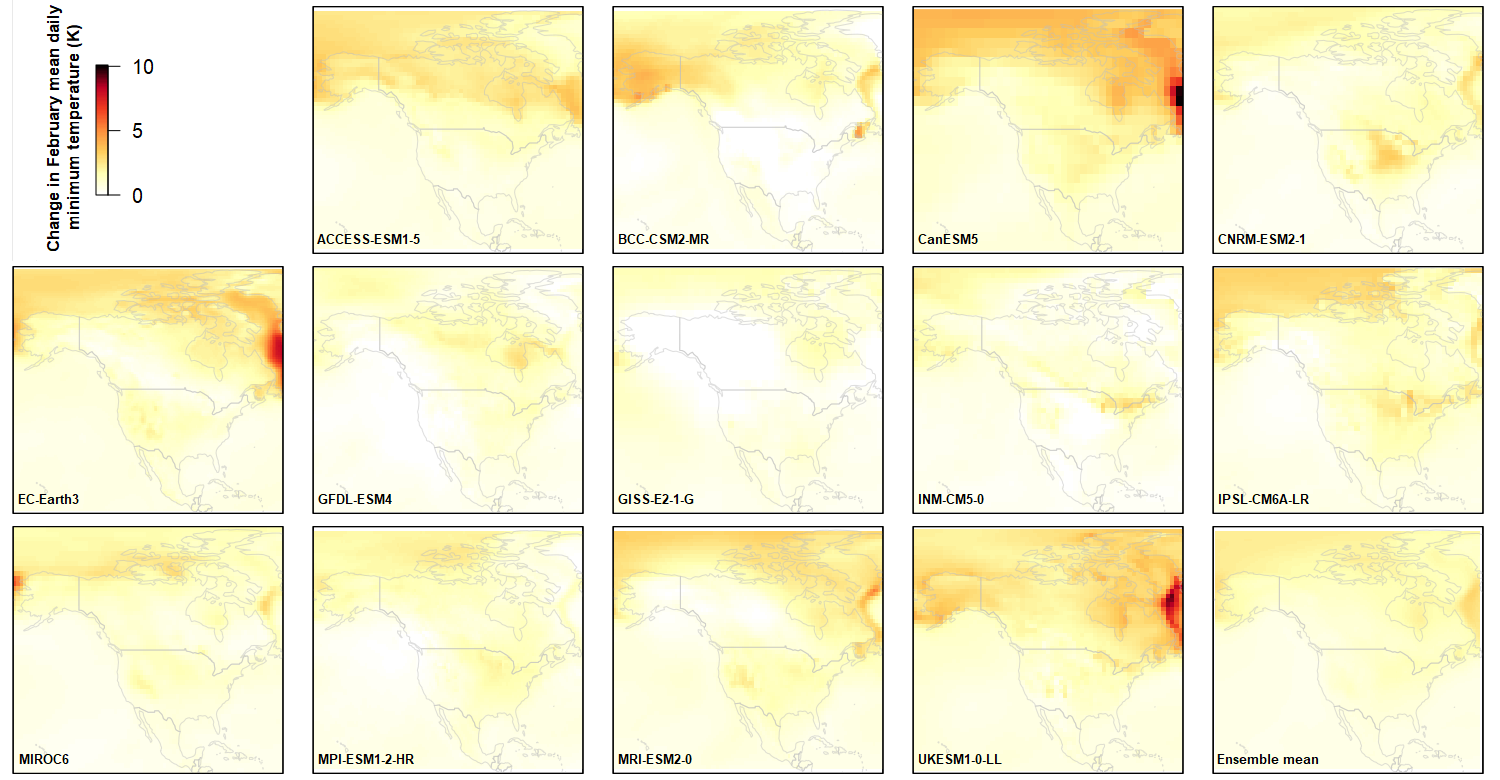 Change in February mean daily
minimum temperature (K)
10
5
0
ACCESS-ESM1-5
BCC-CSM2-MR
CanESM5
CNRM-ESM2-1
EC-Earth3
GFDL-ESM4
GISS-E2-1-G
INM-CM5-0
IPSL-CM6A-LR
MIROC6
MPI-ESM1-2-HR
MRI-ESM2-0
UKESM1-0-LL
Ensemble mean